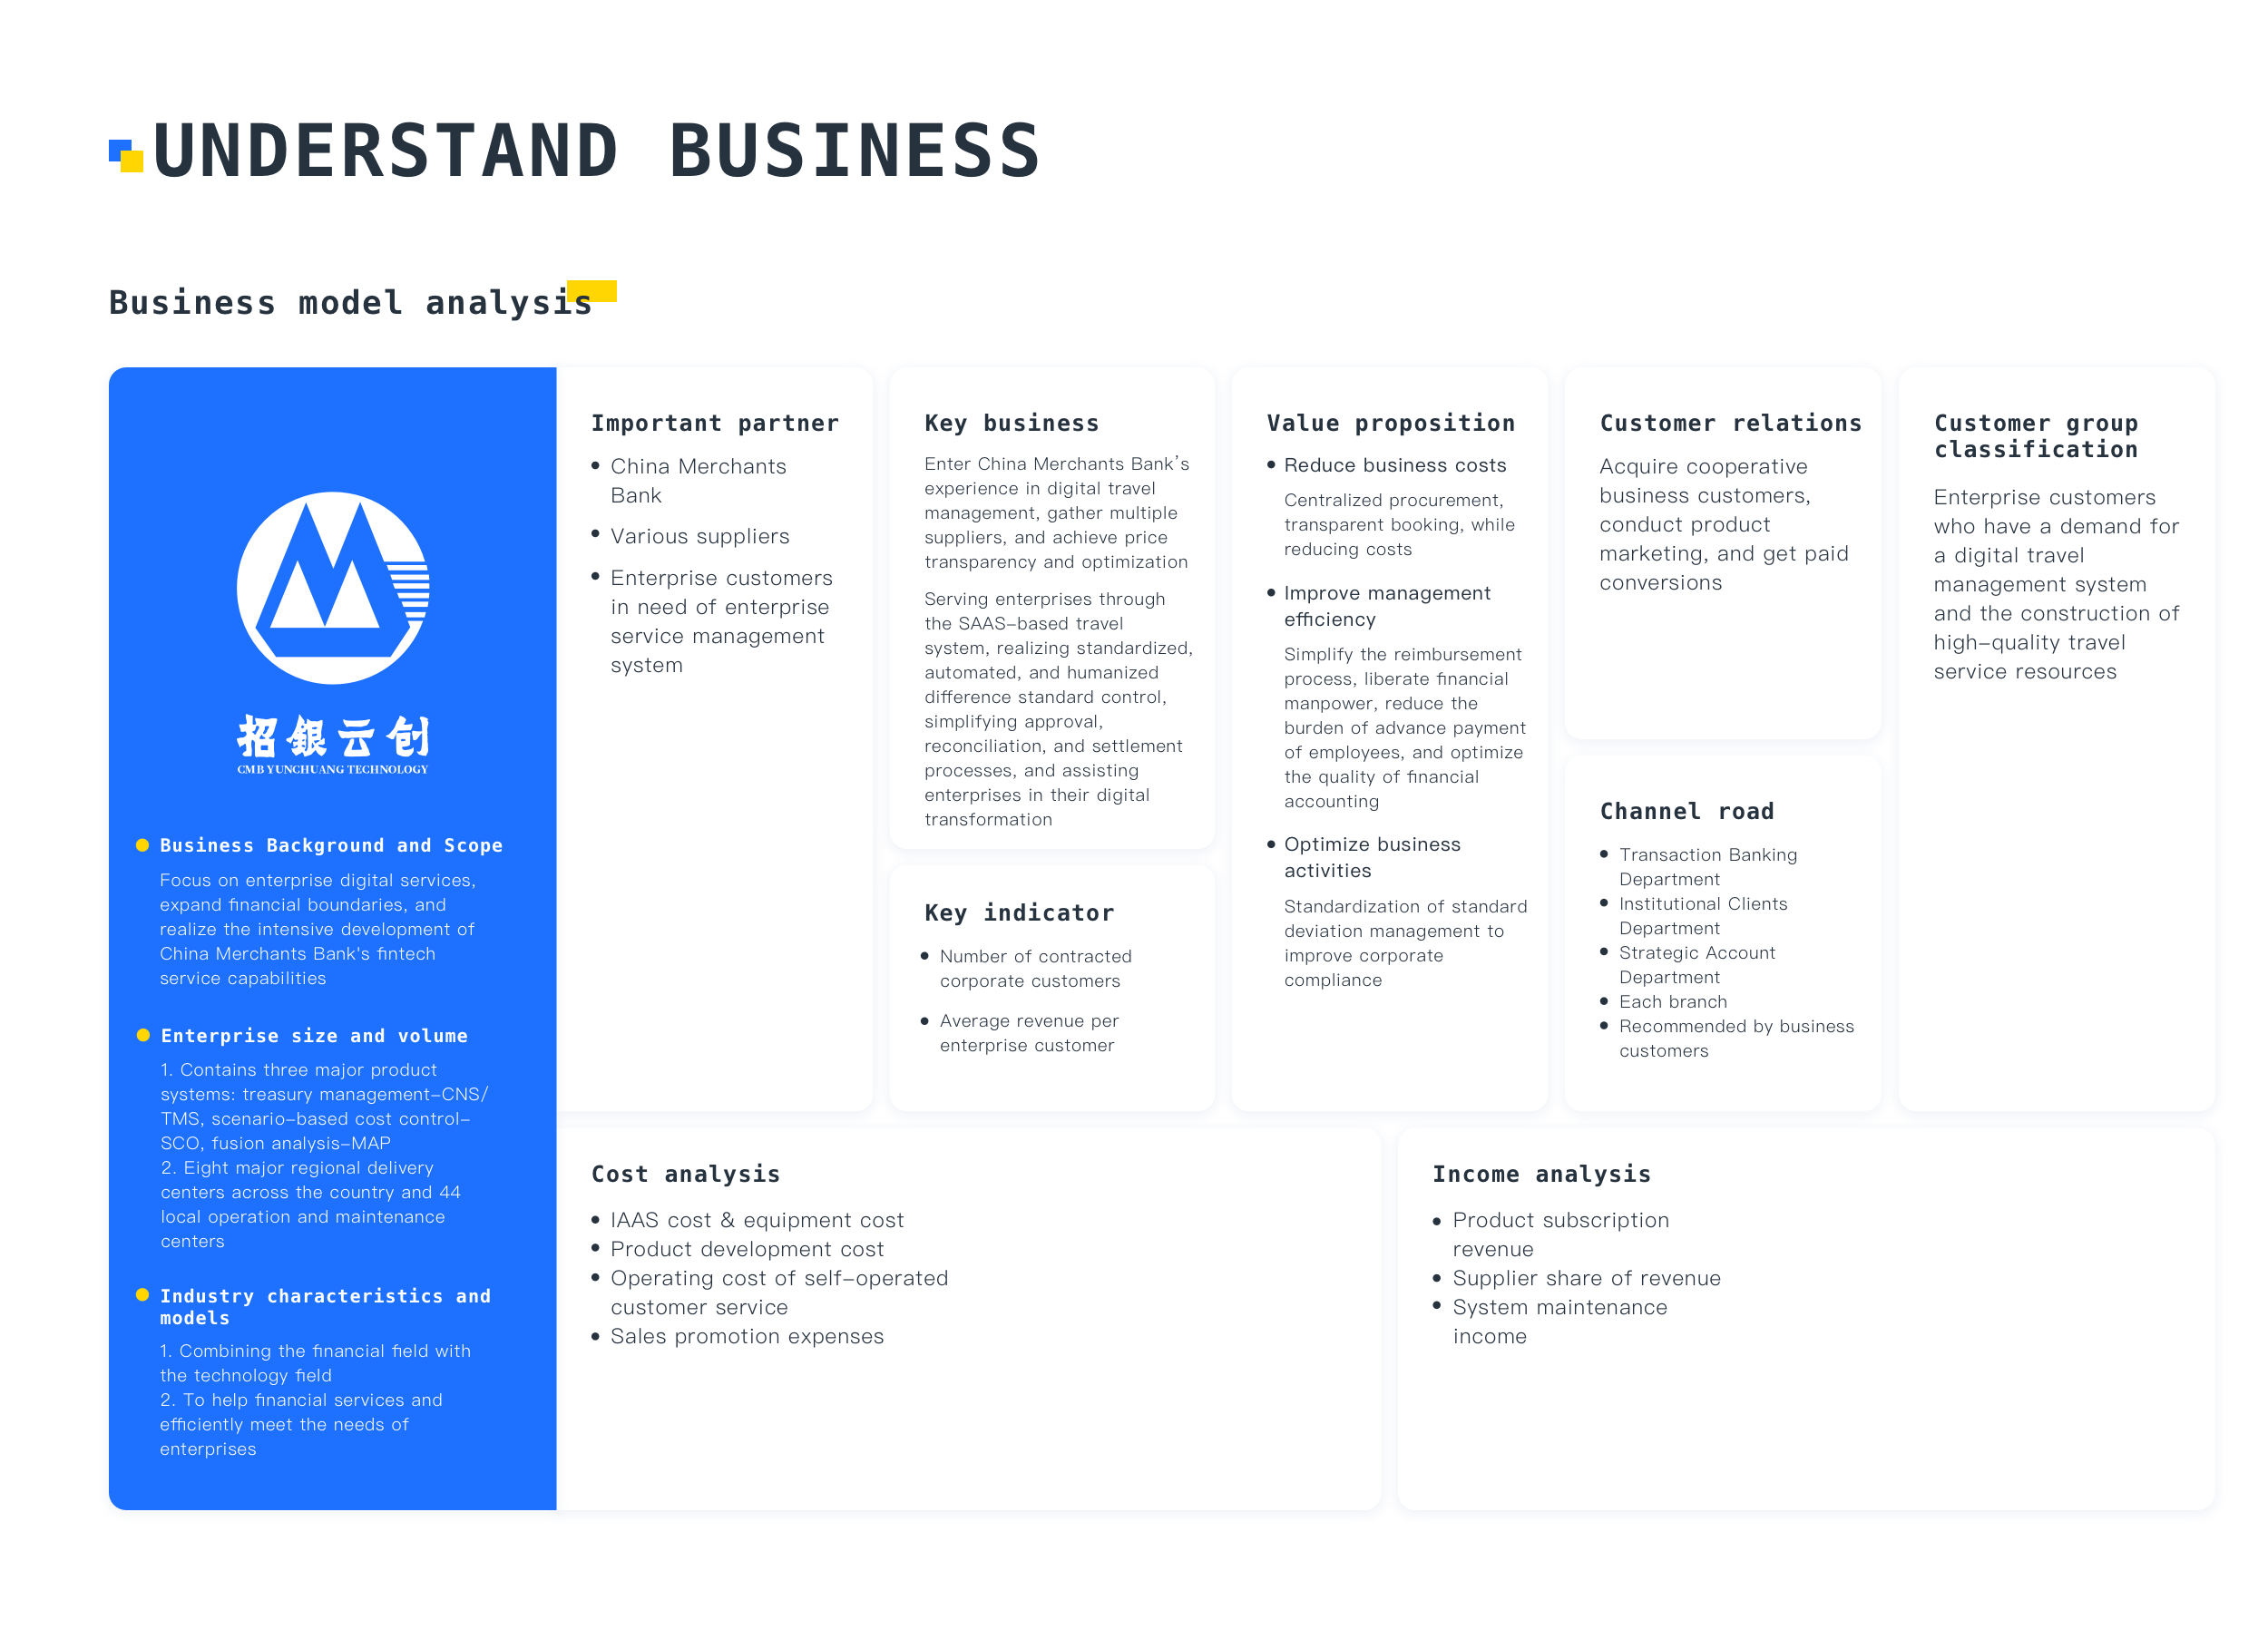 UNDERSTAND BUSINESS
Business model analysis
招銀云创
CMB YUNCHUANG TECHNOLOGY
Business Background and Scope
Focus on enterprise digital services,
expand financial boundaries, and
realize the intensive development of
China Merchants Bank's fintech
service capabilities
Enterprise size and volume
1. Contains three major product
systems: treasury management-CNS/
TMS, scenario-based cost control-
SCO, fusion analysis-MAP
2. Eight major regional delivery
centers across the country and 44
local operation and maintenance
centers
Industry characteristics and
models
1. Combining the financial field with
the technology field
2. To help financial services and
efficiently meet the needs of
enterprises
Important partner
• China Merchants
Bank
• Various suppliers
• Enterprise customers
in need of enterprise
service management
system
Key business
Enter China Merchants Bank's
experience in digital travel
management, gather multiple
suppliers, and achieve price
transparency and optimization
Serving enterprises through
the SAAS-based travel
system, realizing standardized,
automated, and humanized
difference standard control,
simplifying approval,
reconciliation, and settlement
processes, and assisting
enterprises in their digital
transformation
Key indicator
• Number of contracted
corporate customers
• Average revenue per
enterprise customer
Value proposition
• Reduce business costs
Centralized procurement,
transparent booking, while
reducing costs
• Improve management
efficiency
Simplify the reimbursement
process, liberate financial
manpower, reduce the
burden of advance payment
of employees, and optimize
the quality of financial
accounting
• Optimize business
activities
Standardization of standard
deviation management to
improve corporate
compliance
Customer relations
Acquire cooperative
business customers,
conduct product
marketing, and get paid
conversions
Channel road
• Transaction Banking
Department
• Institutional Clients
Department
• Strategic Account
Department
• Each branch
• Recommended by business
customers
Customer group
classification
Enterprise customers
who have a demand for
a digital travel
management system
and the construction of
high-quality travel
service resources
Cost analysis
• IAAS cost & equipment cost
• Product development cost
• Operating cost of self-operated
customer service
• Sales promotion expenses
Income analysis
• Product subscription
revenue
• Supplier share of revenue
• System maintenance
income